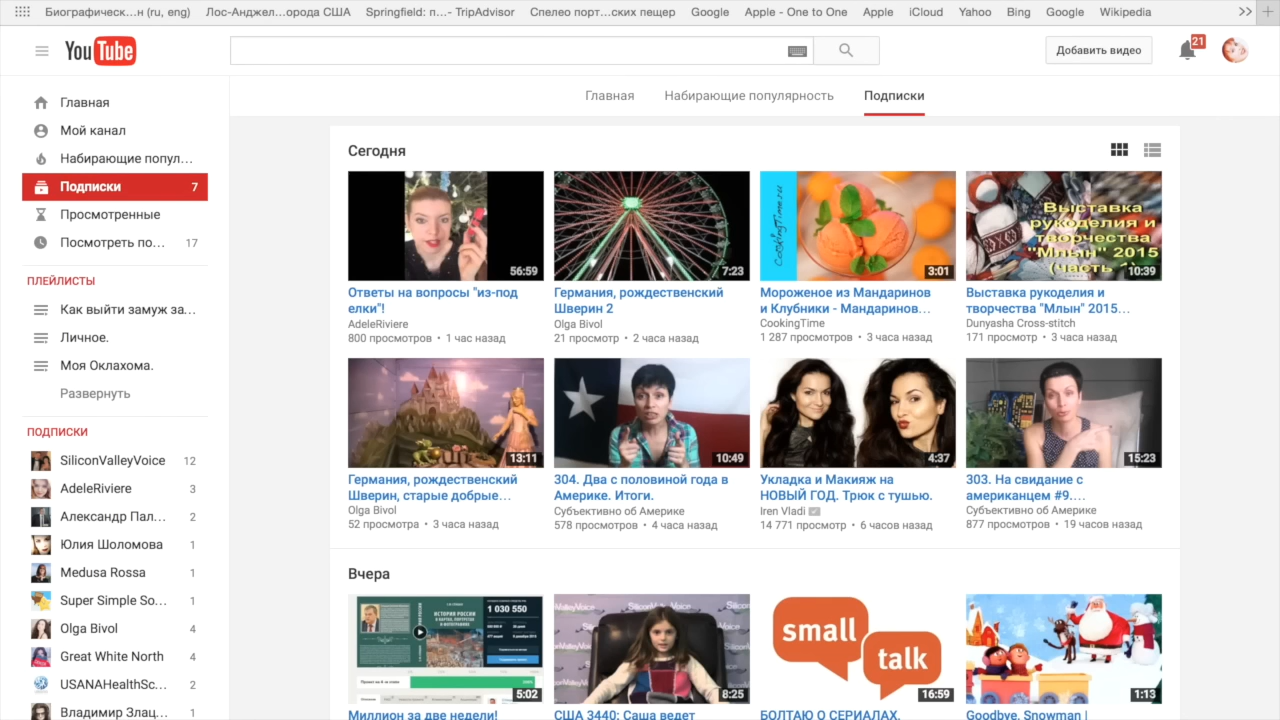 Биографическ...н (ru, eng) Лос-Анджел...орода США Springfield: п...- TripAdvisor Спелео порт...ских пещер Google Apple - One to One Apple iCloud Yahoo Bing Google Wikipedia
YouTube
Добавить видео
21
Главная Набирающие популярность Подписки
Главная
Мой канал
Набирающие попул...
Подписки 7
Просмотренные
Посмотреть по... 17
ПЛЕЙЛИСТЫ
Как выйти замуж за...
Личное.
Моя Оклахома.
Развернуть
ПОДПИСКИ
SiliconValleyVoice 12
AdeleRiviere 3
Александр Пал... 2
Юлия Шоломова 1
Medusa Rossa 1
Super Simple So... 1
Olga Bivol 4
Great White North 4
USANAHealthSc... 2
Владимир Злац... 1
Сегодня
56:59
Ответы на вопросы "из-под
елки"!
AdeleRiviere
800 просмотров • 1 час назад
7:23
Германия, рождественский
Шверин 2
Olga Bivol
21 просмотр • 2 часа назад
CookingTime.ru
3:01
Мороженое из Мандаринов
и Клубники - Мандаринов...
CookingTime
1 287 просмотров • 3 часа назад
Выставка
рукоделия и
творчества
"Млын" 2015
(часть 1)
10:39
Выставка рукоделия и
творчества "Млын" 2015...
Dunyasha Cross-stitch
171 просмотр • 3 часа назад
13:11
Германия, рождественский
Шверин, старые добрые...
Olga Bivol
52 просмотра • 3 часа назад
10:49
304. Два с половиной года в
Америке. Итоги.
Субъективно об Америке
578 просмотров • 4 часа назад
4:37
Укладка и Макияж на
НОВЫЙ ГОД. Трюк с тушью.
Iren Vladi
14 771 просмотр • 6 часов назад
15:23
303. На свидание с
американцем #9....
Субъективно об Америке
877 просмотров • 19 часов назад
Вчера
ИСТОРИЯ РОССИИ
1 030 550
5:02
Миллион за две недели!
ValleyVoice SiliconValleyVoice
8:25
США 3440: Саша ведет
small
talk
16:59
БОЛТАЮ О СЕРИАЛАХ,
1:13
Goodbye, Snowman |